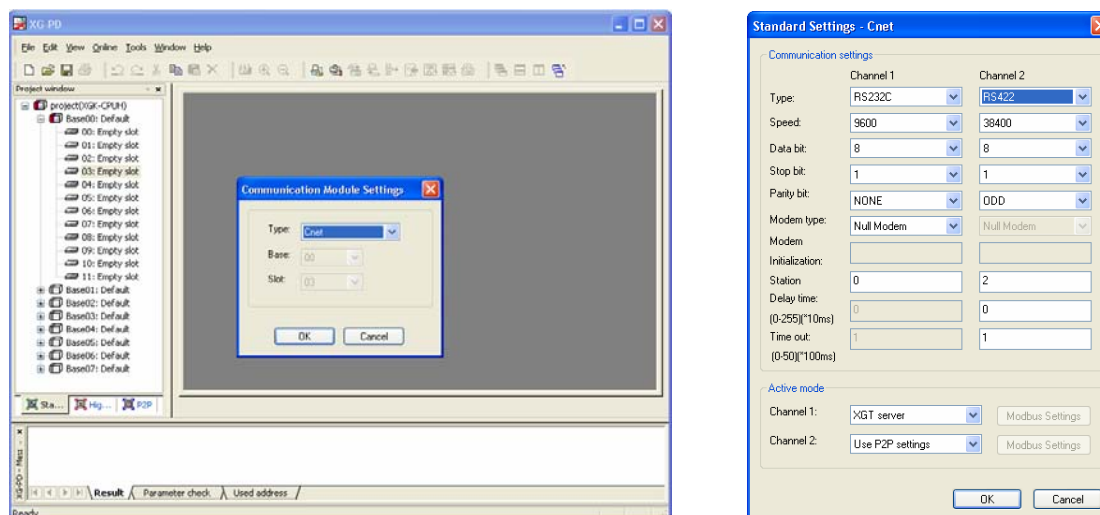 XG-PD
File Edit View Online Tools Window Help
Project window
project(XGK-CPUH)
Base00: Default
00: Empty slot
01: Empty slot
02: Empty slot
03: Empty slot
04: Empty slot
05: Empty slot
06: Empty slot
07: Empty slot
08: Empty slot
09: Empty slot
10: Empty slot
11: Empty slot
Base01: Default
Base02: Default
Base03: Default
Base04: Default
Base05: Default
Base06: Default
Base07: Default
Sta... Hig... P2P
Communication Module Settings
Type: Cnet
Base: 00
Slot: 03
OK Cancel
XG-PD - Mess
Result Parameter check Used address
Ready
Standard Settings - Cnet
Communication settings
Channel 1 Channel 2
Type: RS232C RS422
Speed: 9600 38400
Data bit: 8 8
Stop bit: 1 1
Parity bit: NONE ODD
Modem type: Null Modem Null Modem
Modem
Initialization:
Station 0 2
Delay time:
(0-255)(*10ms) 0 0
Time out: 1 1
(0-50)(*100ms)
Active mode
Channel 1: XGT server Modbus Settings
Channel 2: Use P2P settings Modbus Settings
OK Cancel